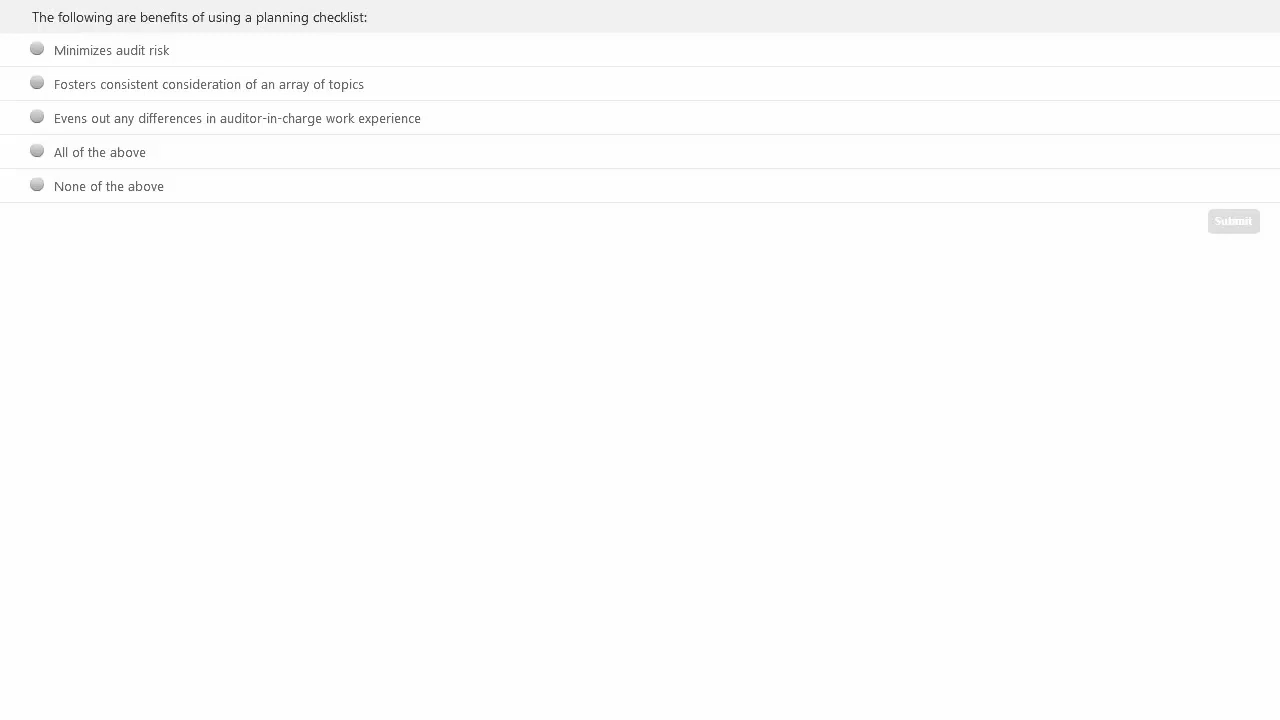 The following are benefits of using a planning checklist:
Minimizes audit risk
Fosters consistent consideration of an array of topics
Evens out any differences in auditor-in-charge work experience
All of the above
None of the above
Submit